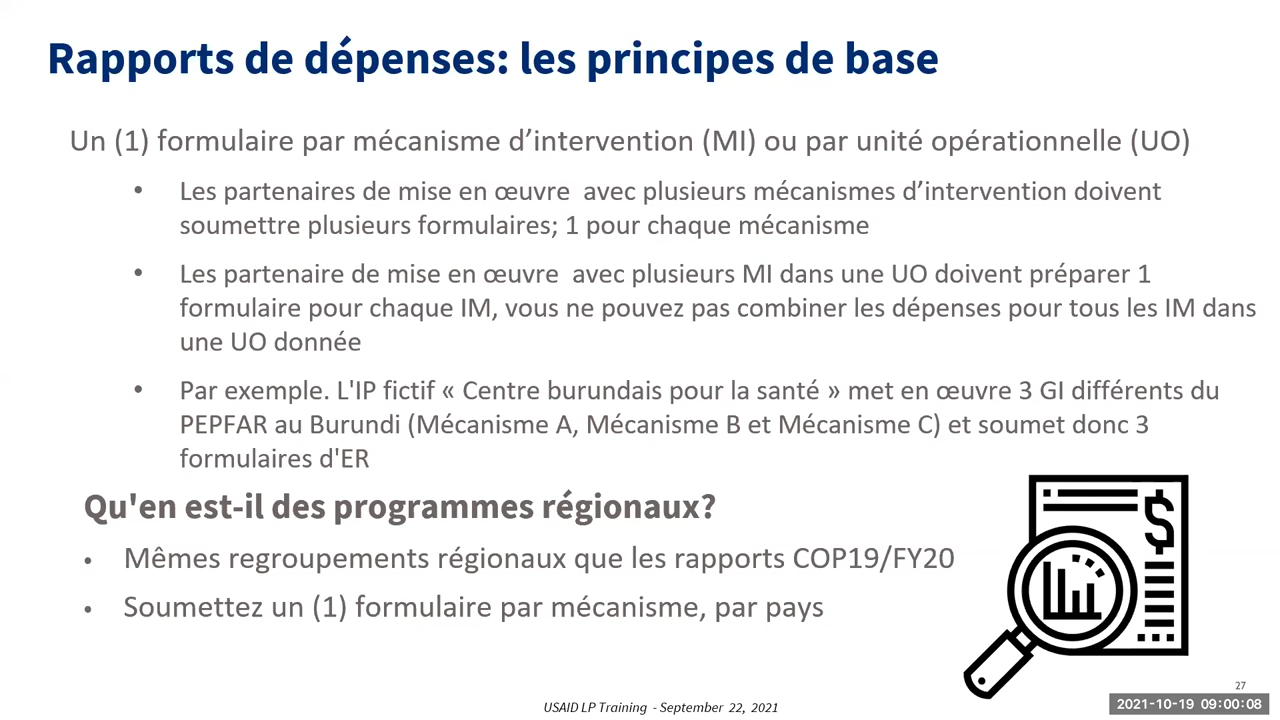 Rapports de dépenses: les principes de base
Un (1) formulaire par mécanisme d’intervention (MI) ou par unité opérationnelle (UO)
• Les partenaires de mise en œuvre avec plusieurs mécanismes d’intervention doivent
soumettre plusieurs formulaires; 1 pour chaque mécanisme
• Les partenaire de mise en œuvre avec plusieurs MI dans une UO doivent préparer 1
formulaire pour chaque IM, vous ne pouvez pas combiner les dépenses pour tous les IM dans
une UO donnée
• Par exemple. L'IP fictif « Centre burundais pour la santé » met en œuvre 3 GI différents du
PEPFAR au Burundi (Mécanisme A, Mécanisme B et Mécanisme C) et soumet donc 3
formulaires d'ER
Qu'en est-il des programmes régionaux?
• Mêmes regroupements régionaux que les rapports COP19/FY20
• Soumettez un (1) formulaire par mécanisme, par pays
$
27
USAID LP Training - September 22, 2021
2021-10-19 09:00:08